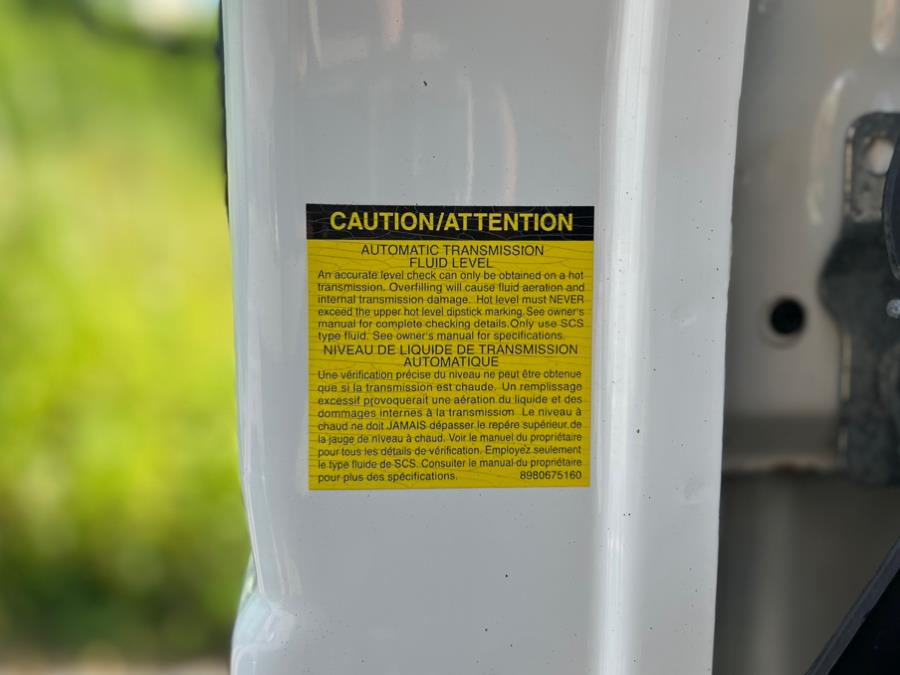 CAUTION/ATTENTION
AUTOMATIC TRANSMISSION
FLUID LEVEL
An accurate level check can only be obtained on a hot
transmission. Overfilling will cause fluid aeration and
internal transmission damage. Hot level must NEVER
exceed the upper hot level dipstick marking. See owner's
manual for complete checking details. Only use SCS
type fluid. See owner's manual for specifications.
NIVEAU DE LIQUIDE DE TRANSMISSION
AUTOMATIQUE
Une vérification précise du niveau ne peut être obtenue
que si la transmission est chaude. Un remplissage
excessif provoquerait une aération du liquide et des
dommages internes à la transmission Le niveau à
chaud ne doit JAMAIS dépasser le repére supérieur de
la jauge de niveau à chaud. Voir le manuel du propriétaire
pour tous les détails de vérification. Employez seulement
le type fluide de SCS. Consulter le manuel du propriétaire
pour plus des spécifications. 8980675160